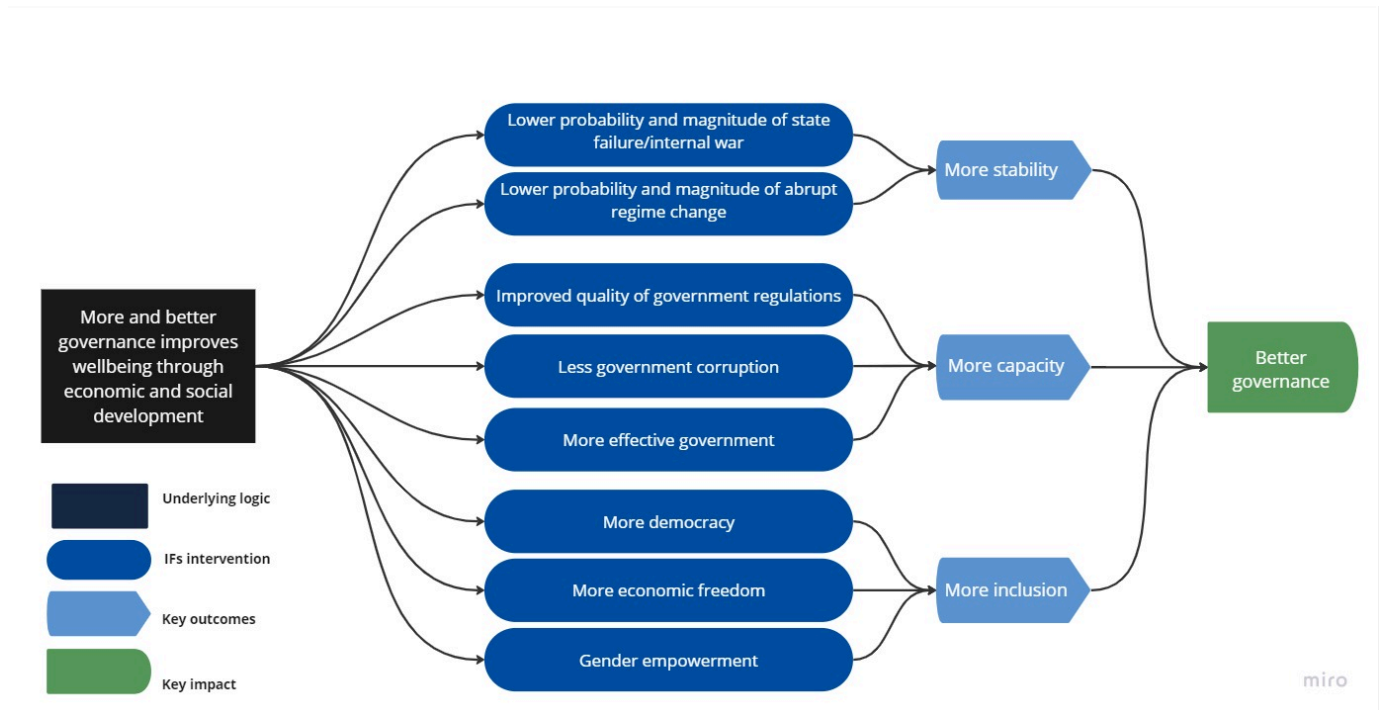 Lower probability and magnitude of state
failure/internal war
Lower probability and magnitude of abrupt
regime change
More stability
More and better
governance improves
wellbeing through
economic and social
development
Improved quality of government regulations
Less government corruption
More effective government
More capacity
Better
governance
More democracy
More economic freedom
Gender empowerment
More inclusion
Underlying logic
IFs intervention
Key outcomes
Key impact
miro